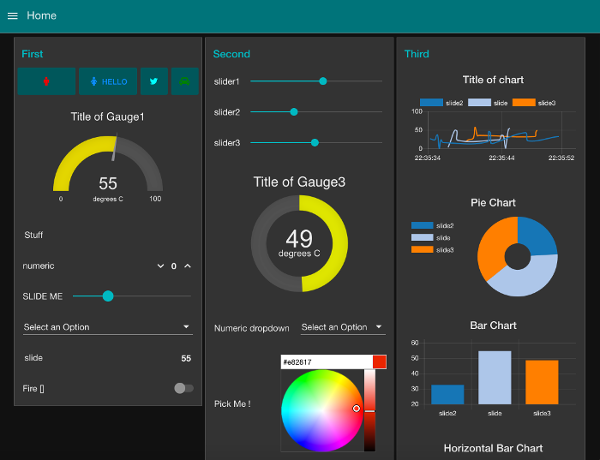 Home
First
HELLO
Title of Gauge1
55
degrees C
0
100
Stuff
numeric
0
SLIDE ME
Select an Option
slide
55
Fire []
Second
slider1
slider2
slider3
Title of Gauge3
49
degrees C
Numeric dropdown
Select an Option
#e82817
Pick Me !
Third
Title of chart
slide2 slide slide3
100
50
0
22:35:34 22:35:44 22:35:52
Pie Chart
slide2
slide
slide3
Bar Chart
60
50
40
30
20
slide2 slide slide3
Horizontal Bar Chart